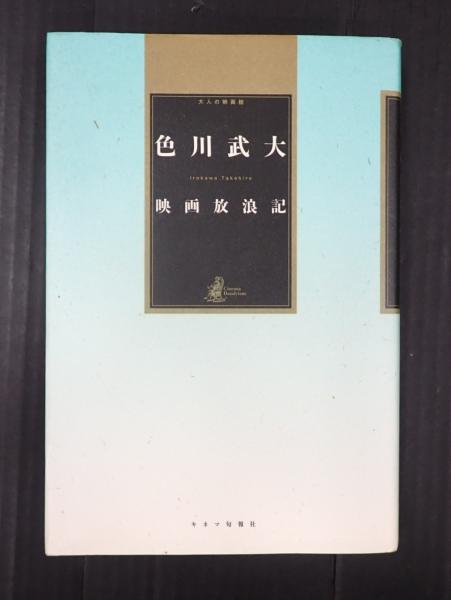 大人の映画館
色川武大
Irokawa Takehiro
映画放浪記
Cinema
Dandyism
キネマ旬報社